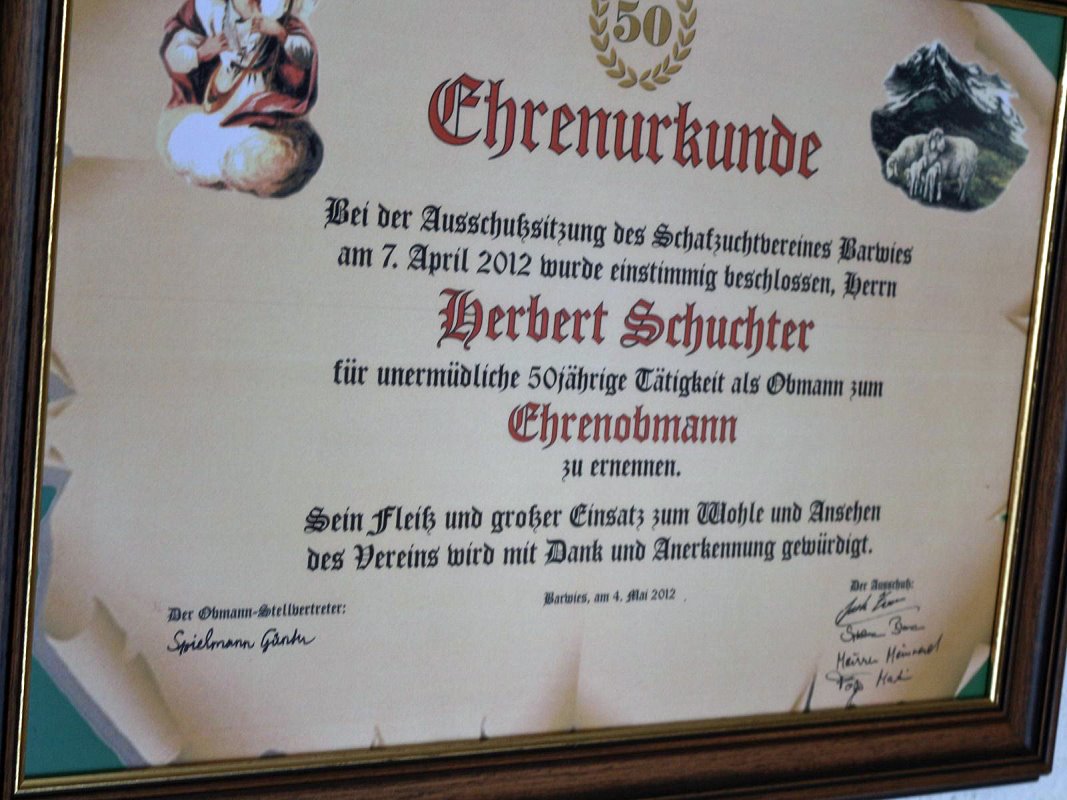 50
Ehrenurkunde
Bei der Ausschußsitzung des Schafzuchtvereines Barwies
am 7. April 2012 wurde einstimmig beschlossen, Herrn
Herbert Schuchter
für unermüdliche 50jährige Tätigkeit als Obmann zum
Ehrenobmann
zu ernennen.
Sein Fleiß und großer Einsatz zum Wohle und Ansehen
des Vereins wird mit Dank und Anerkennung gewürdigt.
Barwies, am 4. Mai 2012
Der Obmann-Stellvertreter:
Spielmann Günter
Der Ausschuß: